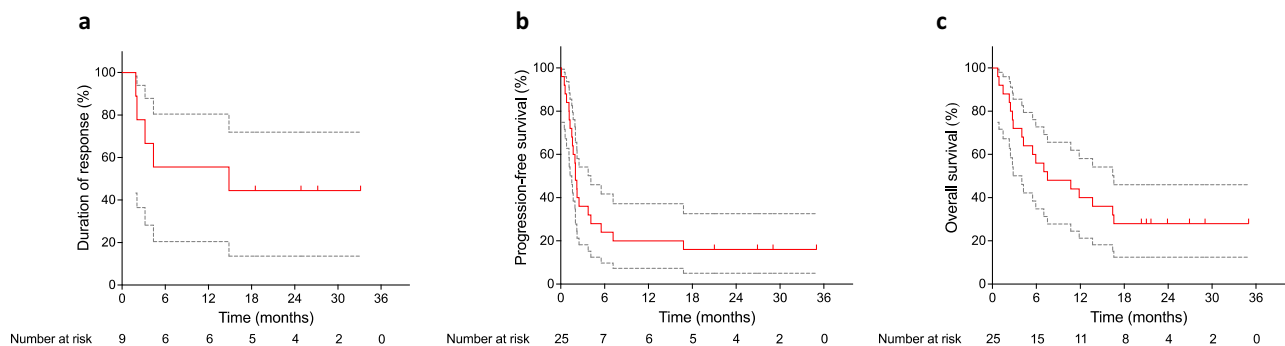 a
Duration of response (%)
100
80
60
40
20
0
0 6 12 18 24 30 36
Time (months)
Number at risk 9 6 6 5 4 2 0
b
Progression-free survival (%)
100
80
60
40
20
0
0 6 12 18 24 30 36
Time (months)
Number at risk 25 7 6 5 4 2 0
c
Overall survival (%)
100
80
60
40
20
0
0 6 12 18 24 30 36
Time (months)
Number at risk 25 15 11 8 4 2 0